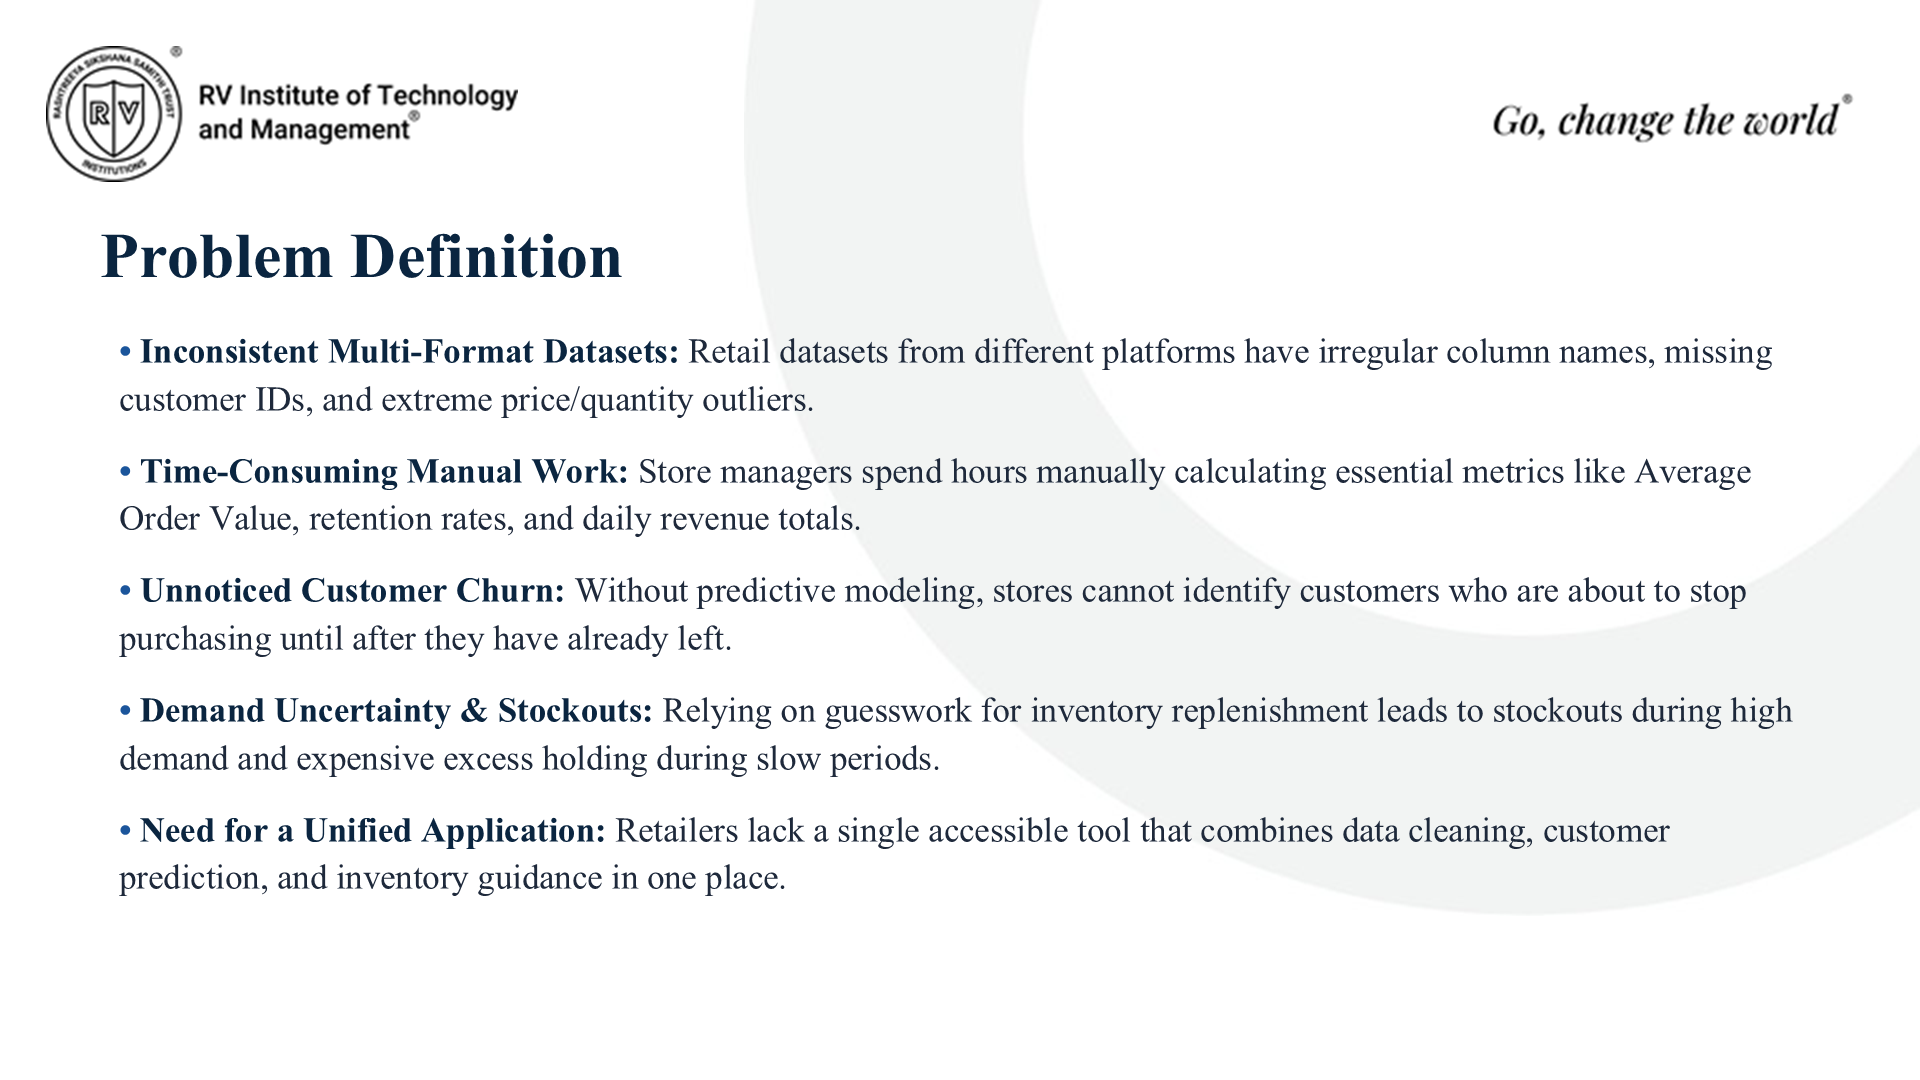 RASHTREEYA SIKSHANA SAMITHI TRUST
RV
INSTITUTIONS
®
RV Institute of Technology
and Management®
Go, change the world®
Problem Definition
• Inconsistent Multi-Format Datasets: Retail datasets from different platforms have irregular column names, missing
customer IDs, and extreme price/quantity outliers.
• Time-Consuming Manual Work: Store managers spend hours manually calculating essential metrics like Average
Order Value, retention rates, and daily revenue totals.
• Unnoticed Customer Churn: Without predictive modeling, stores cannot identify customers who are about to stop
purchasing until after they have already left.
• Demand Uncertainty & Stockouts: Relying on guesswork for inventory replenishment leads to stockouts during high
demand and expensive excess holding during slow periods.
• Need for a Unified Application: Retailers lack a single accessible tool that combines data cleaning, customer
prediction, and inventory guidance in one place.